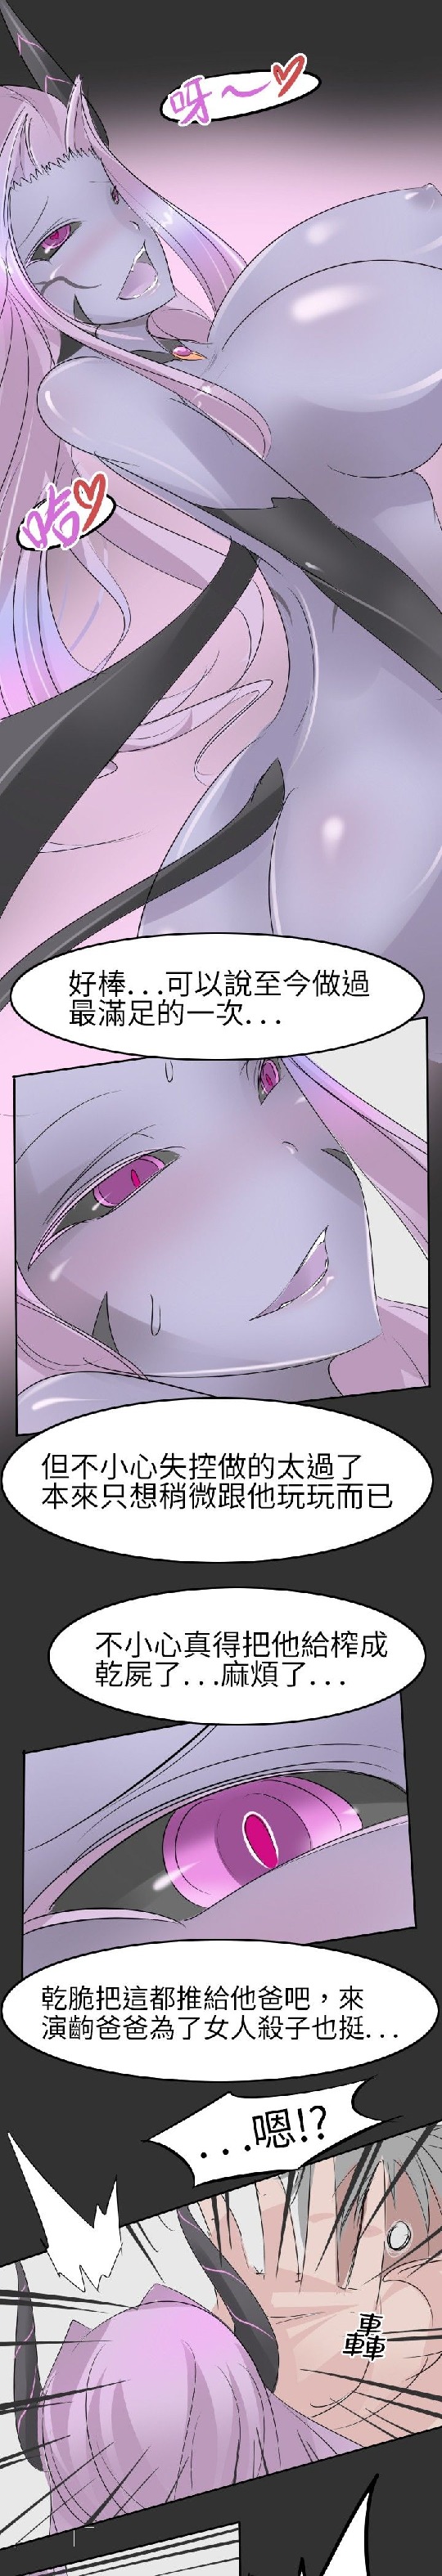 呀～♥
咭♥
好棒...可以說至今做過
最滿足的一次...
但不小心失控做的太過了
本來只想稍微跟他玩玩而已
不小心真得把他給榨成
乾屍了...麻煩了...
乾脆把這都推給他爸吧，來
演齣爸爸為了女人殺子也挺...
...嗯!?
轟